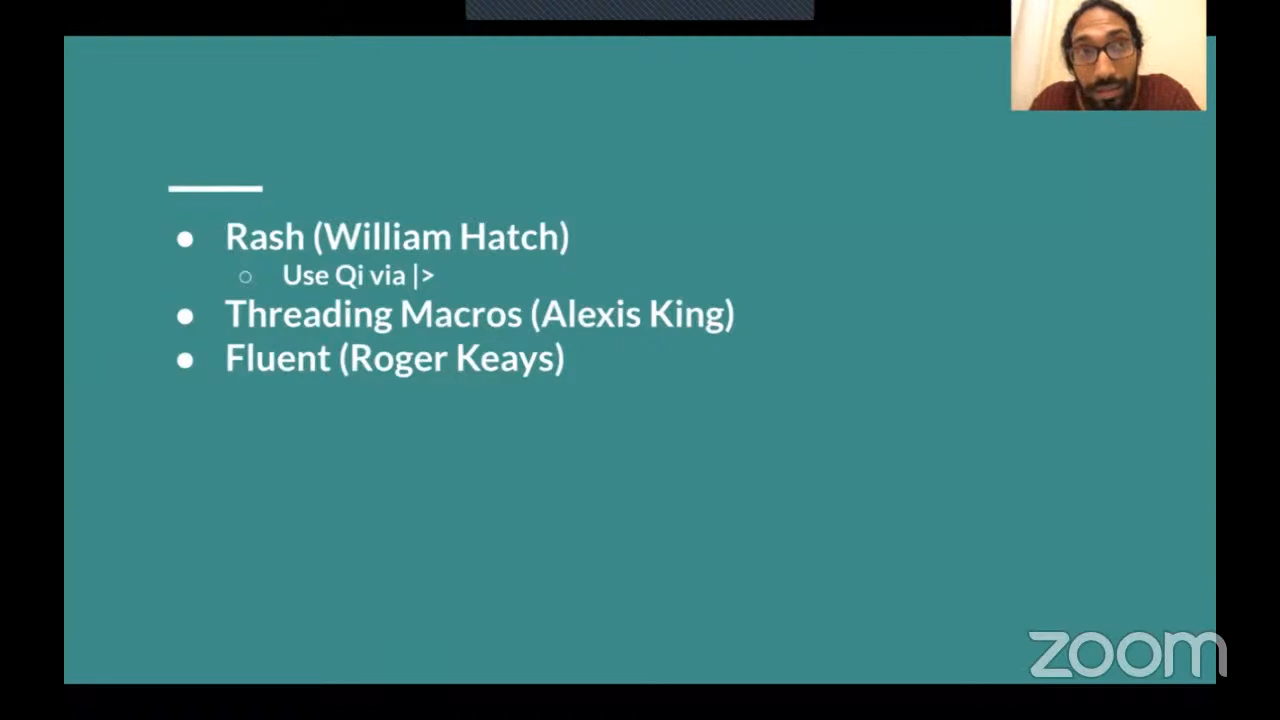 ● Rash (William Hatch)
○ Use Qi via |>
● Threading Macros (Alexis King)
● Fluent (Roger Keays)
zoom